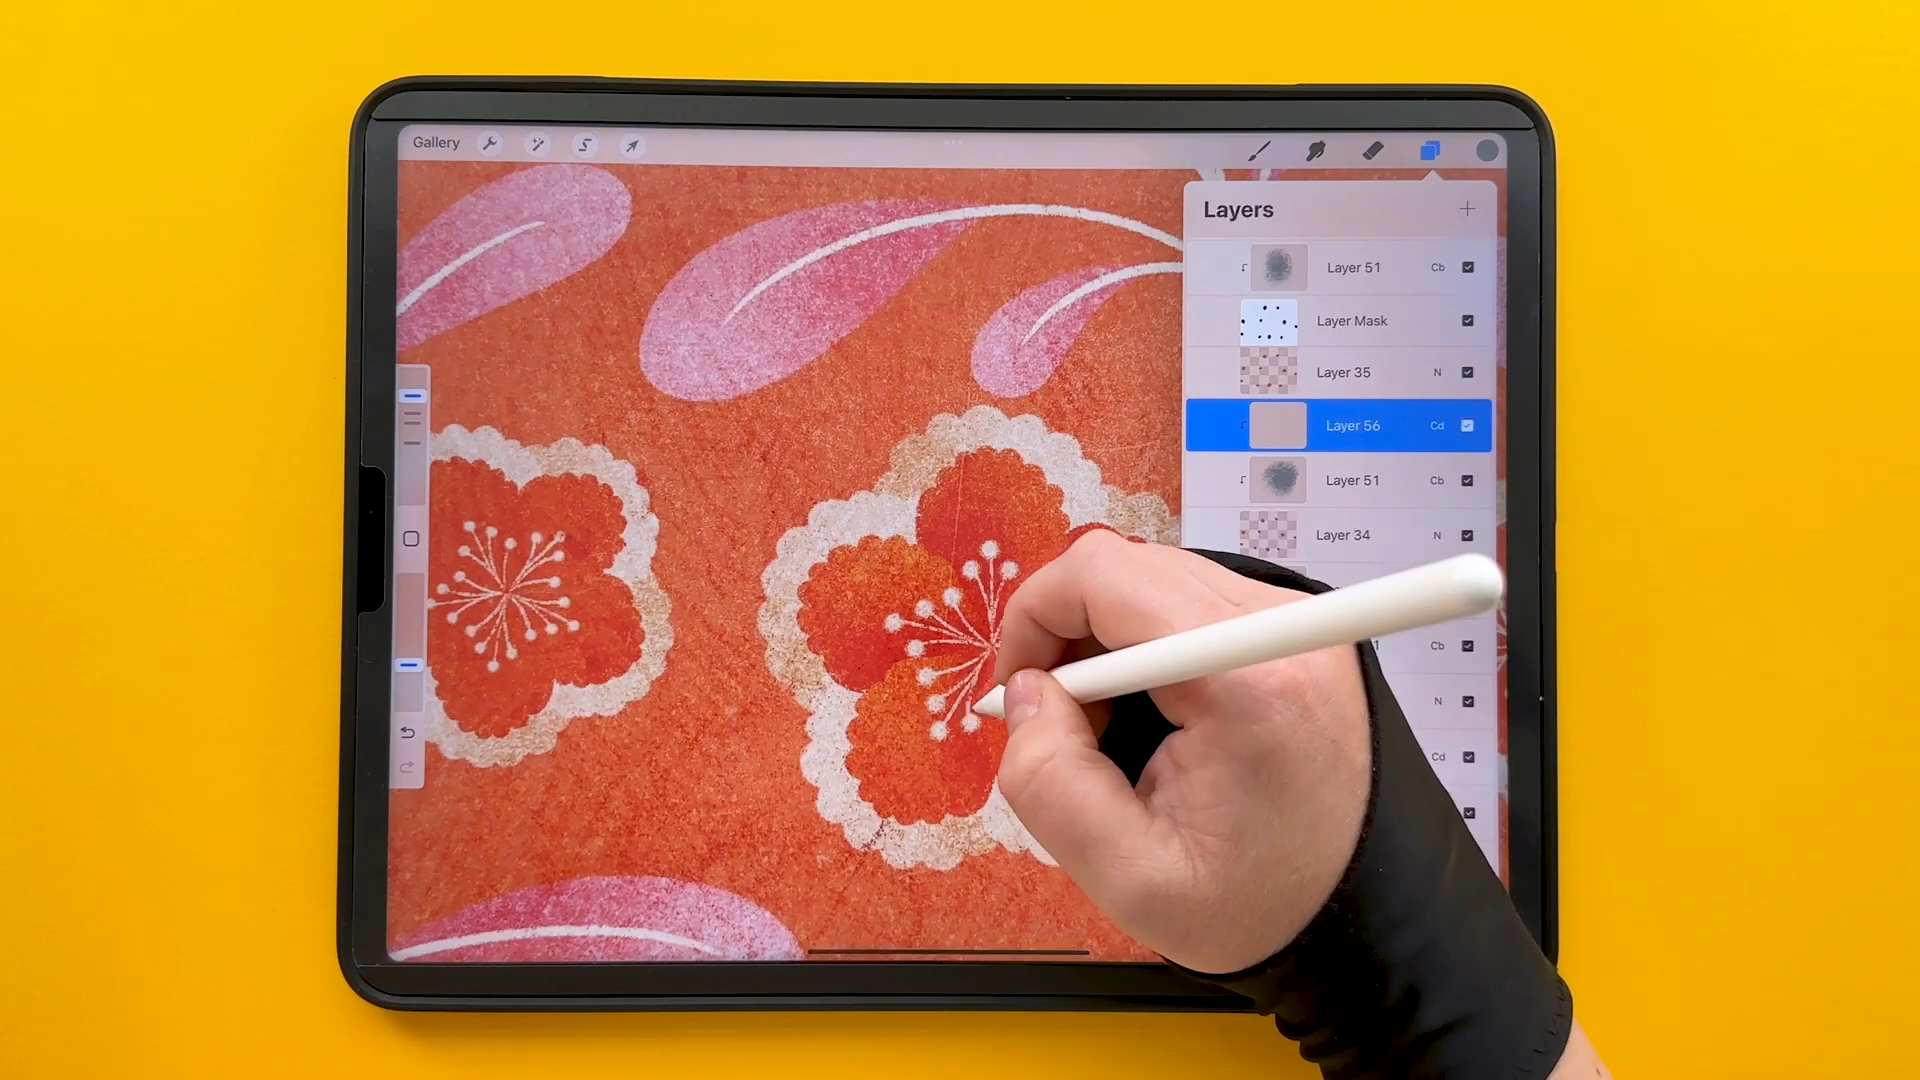 Gallery
Layers
Layer 51 Cb
Layer Mask
Layer 35 N
Layer 56 Cd
Layer 51 Cb
Layer 34 N
1 Cb
N
Cd